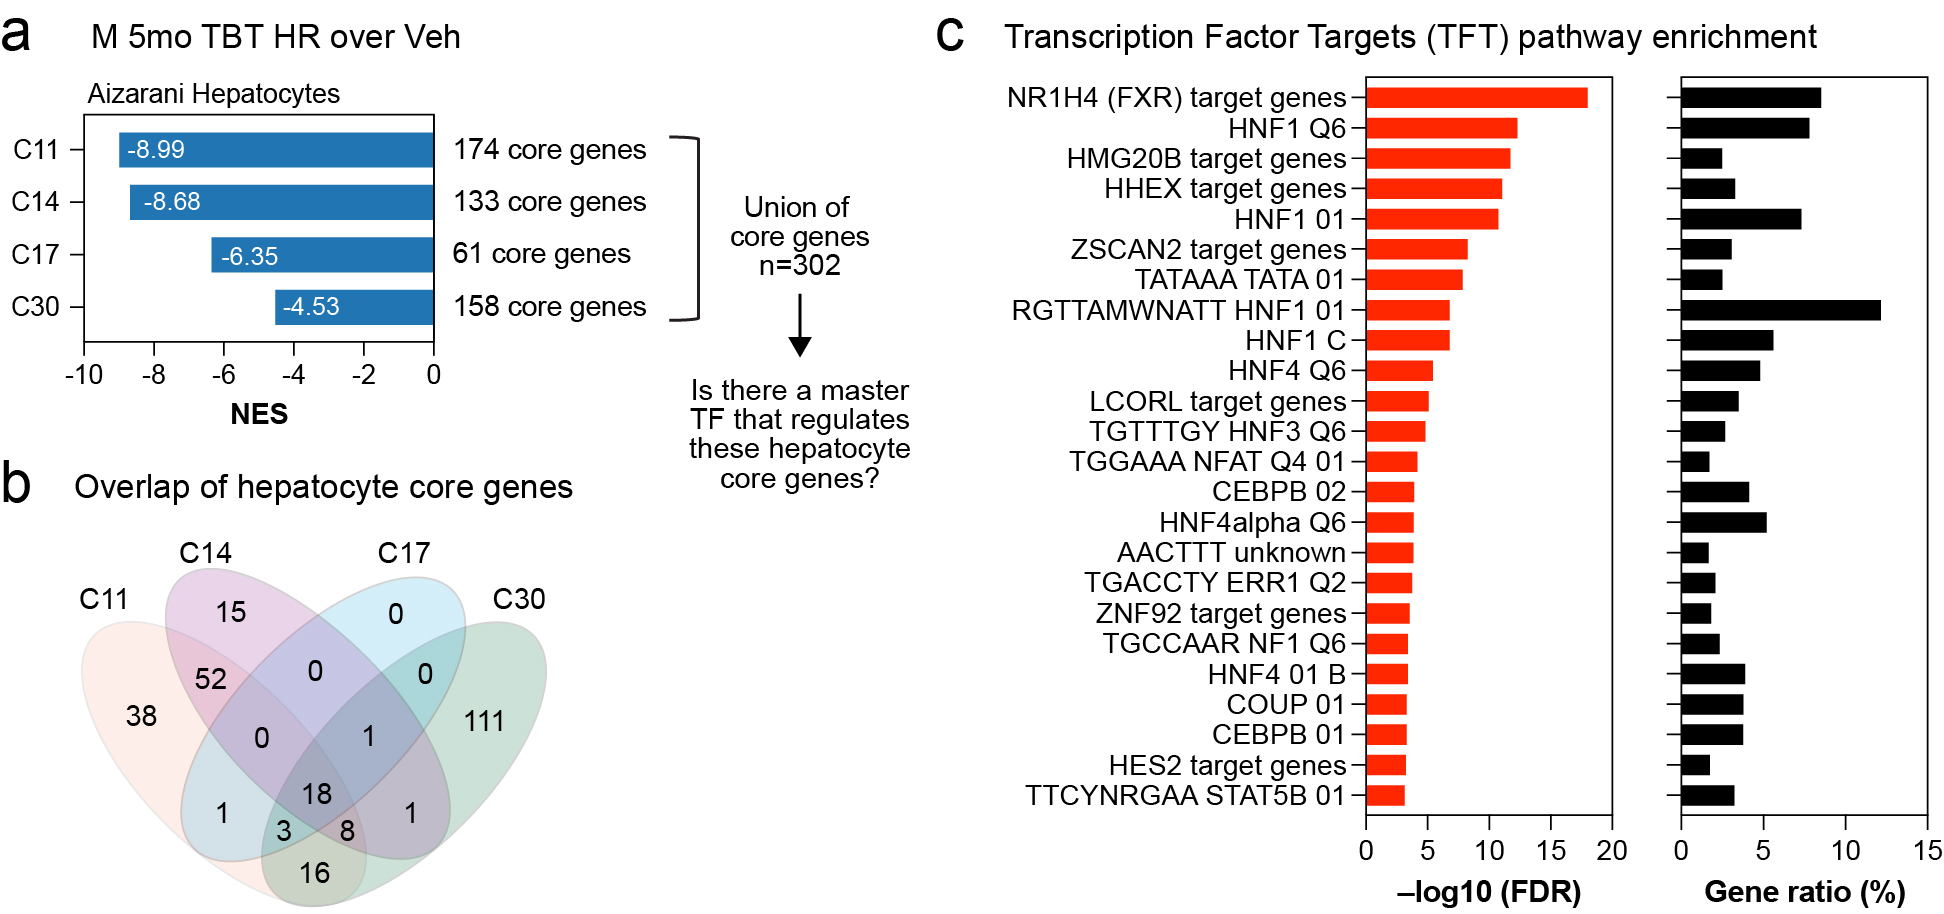 a
M 5mo TBT HR over Veh
Aizarani Hepatocytes
C11
-8.99
174 core genes
C14
-8.68
133 core genes
C17
-6.35
61 core genes
C30
-4.53
158 core genes
-10 -8 -6 -4 -2 0
NES
Union of
core genes
n=302
Is there a master
TF that regulates
these hepatocyte
core genes?
b
Overlap of hepatocyte core genes
C14
C17
C11
C30
15
0
52
0
0
38
111
0
1
18
1
1
3
8
16
c
Transcription Factor Targets (TFT) pathway enrichment
NR1H4 (FXR) target genes
HNF1 Q6
HMG20B target genes
HHEX target genes
HNF1 01
ZSCAN2 target genes
TATAAA TATA 01
RGTTAMWNATT HNF1 01
HNF1 C
HNF4 Q6
LCORL target genes
TGTTTGY HNF3 Q6
TGGAAA NFAT Q4 01
CEBPB 02
HNF4alpha Q6
AACTTT unknown
TGACCTY ERR1 Q2
ZNF92 target genes
TGCCAAR NF1 Q6
HNF4 01 B
COUP 01
CEBPB 01
HES2 target genes
TTCYNRGAA STAT5B 01
0 5 10 15 20
–log10 (FDR)
0 5 10 15
Gene ratio (%)